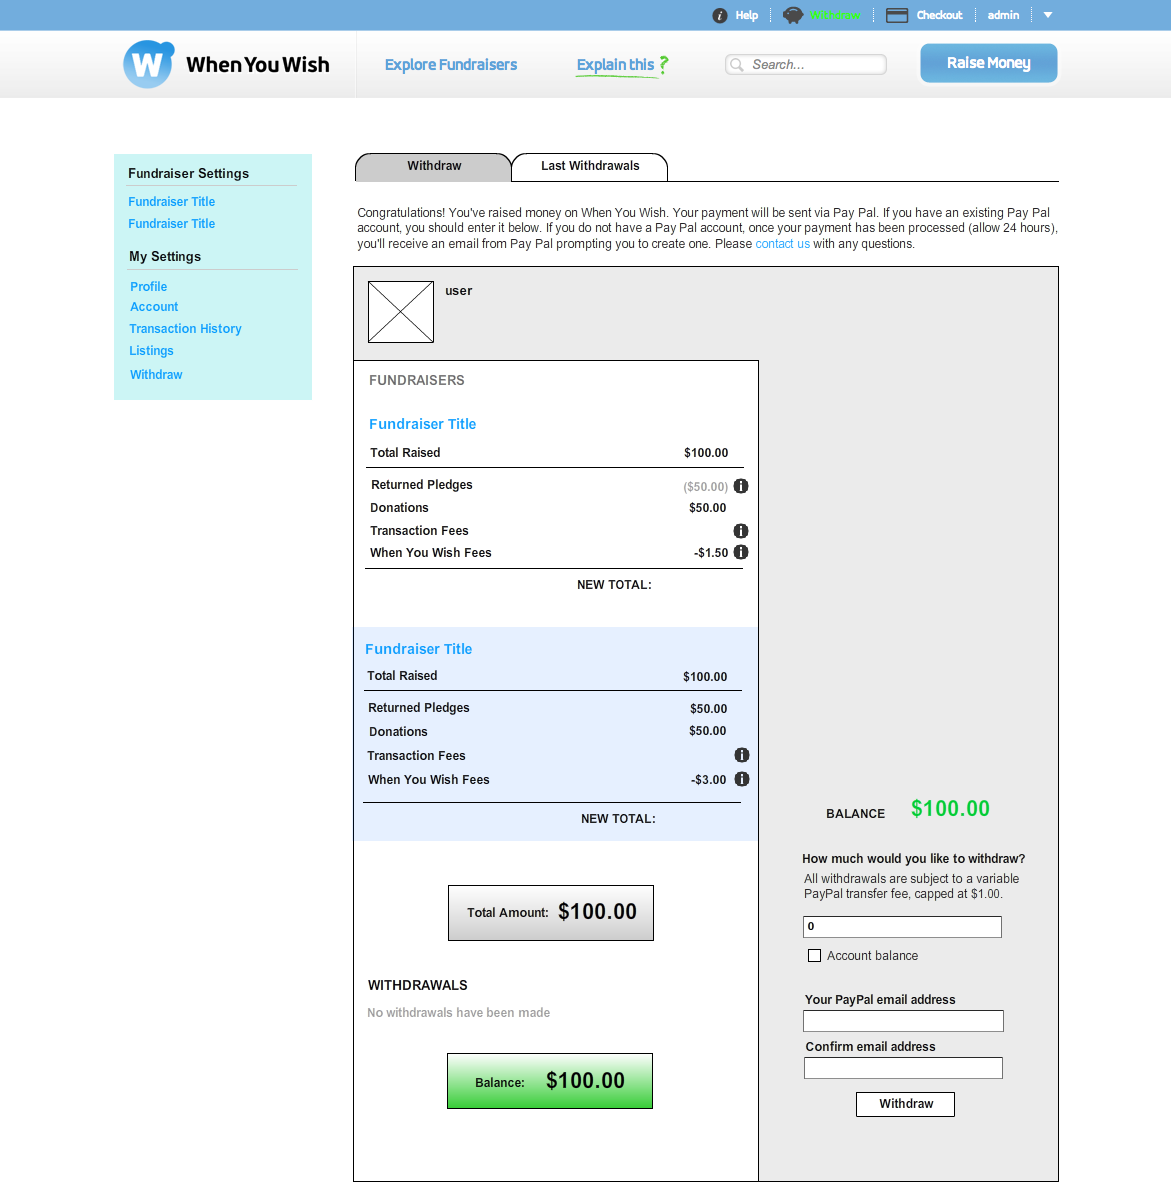 Help
Withdraw
Checkout
admin
W
When You Wish
Explore Fundraisers
Explain this ?
Search...
Raise Money
Fundraiser Settings
Fundraiser Title
Fundraiser Title
My Settings
Profile
Account
Transaction History
Listings
Withdraw
Withdraw
Last Withdrawals
Congratulations! You've raised money on When You Wish. Your payment will be sent via Pay Pal. If you have an existing Pay Pal
account, you should enter it below. If you do not have a Pay Pal account, once your payment has been processed (allow 24 hours),
you'll receive an email from Pay Pal prompting you to create one. Please contact us with any questions.
user
FUNDRAISERS
Fundraiser Title
Total Raised $100.00
Returned Pledges ($50.00)
Donations $50.00
Transaction Fees
When You Wish Fees -$1.50
NEW TOTAL:
Fundraiser Title
Total Raised $100.00
Returned Pledges $50.00
Donations $50.00
Transaction Fees
When You Wish Fees -$3.00
NEW TOTAL:
Total Amount: $100.00
WITHDRAWALS
No withdrawals have been made
Balance: $100.00
BALANCE $100.00
How much would you like to withdraw?
All withdrawals are subject to a variable
PayPal transfer fee, capped at $1.00.
0
Account balance
Your PayPal email address
Confirm email address
Withdraw